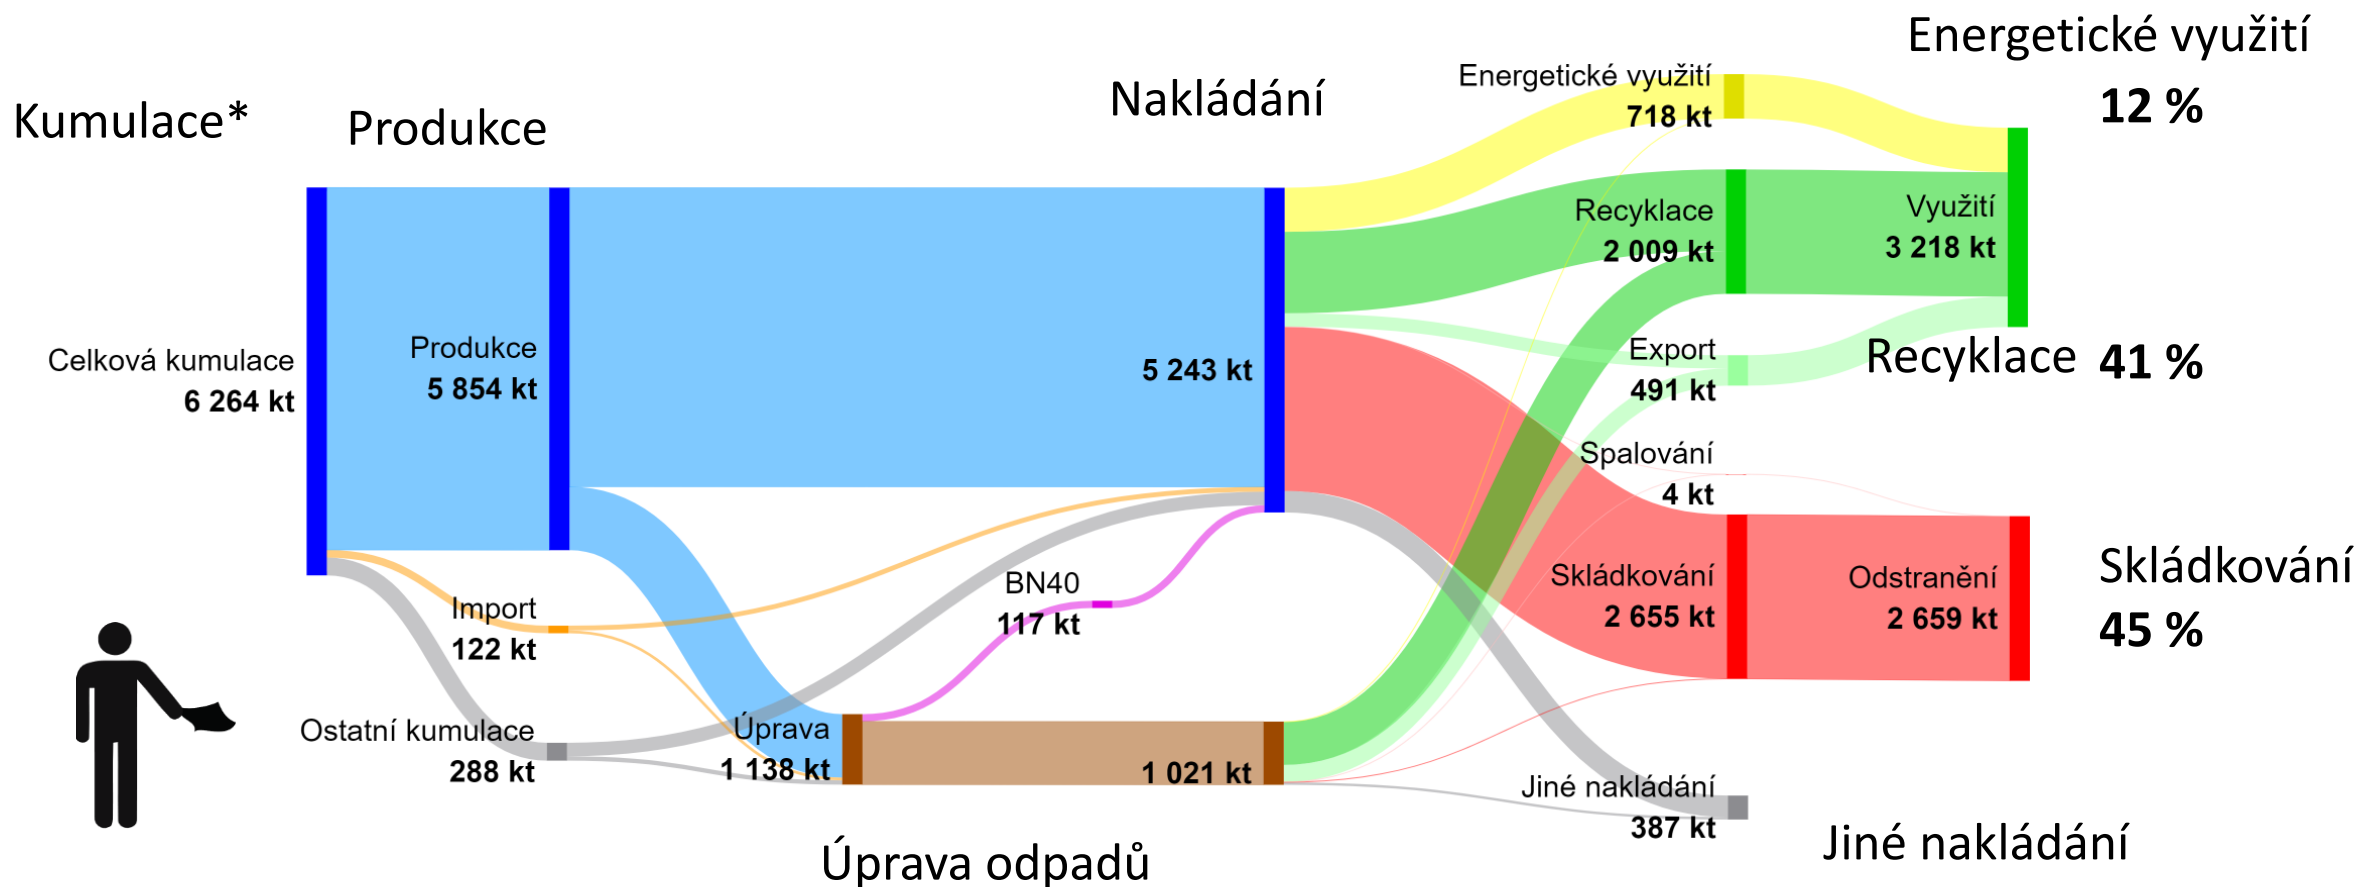 Kumulace*
Produkce
Nakládání
Energetické využití
12 %
Energetické využití
718 kt
Recyklace
2 009 kt
Využití
3 218 kt
Celková kumulace
6 264 kt
Produkce
5 854 kt
5 243 kt
Export
491 kt
Recyklace 41 %
Spalování
4 kt
Import
122 kt
BN40
117 kt
Skládkování
2 655 kt
Odstranění
2 659 kt
Skládkování
45 %
Ostatní kumulace
288 kt
Úprava
1 138 kt
1 021 kt
Jiné nakládání
387 kt
Jiné nakládání
Úprava odpadů